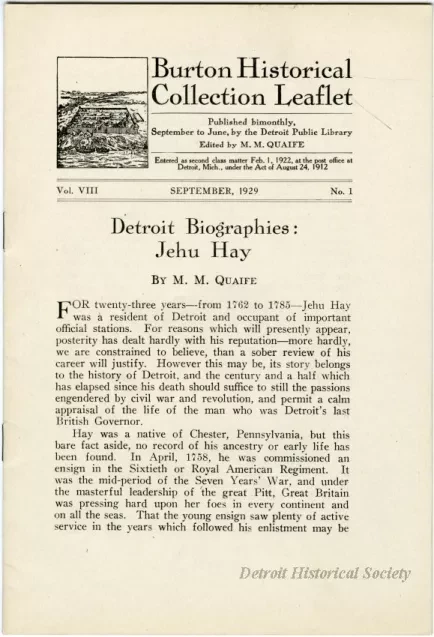 Burton Historical
Collection Leaflet
Published bimonthly,
September to June, by the Detroit Public Library
Edited by M. M. QUAIFE
Entered as second class matter Feb. 1, 1922, at the post office at
Detroit, Mich., under the Act of August 24, 1912
Vol. VIII SEPTEMBER, 1929 No. 1
Detroit Biographies:
Jehu Hay
BY M. M. QUAIFE
FOR twenty-three years—from 1762 to 1785—Jehu Hay
was a resident of Detroit and occupant of important
official stations. For reasons which will presently appear,
posterity has dealt hardly with his reputation—more hardly,
we are constrained to believe, than a sober review of his
career will justify. However this may be, its story belongs
to the history of Detroit, and the century and a half which
has elapsed since his death should suffice to still the passions
engendered by civil war and revolution, and permit a calm
appraisal of the life of the man who was Detroit's last
British Governor.
Hay was a native of Chester, Pennsylvania, but this
bare fact aside, no record of his ancestry or early life has
been found. In April, 1758, he was commissioned an
ensign in the Sixtieth or Royal American Regiment. It
was the mid-period of the Seven Years' War, and under
the masterful leadership of the great Pitt, Great Britain
was pressing hard upon her foes in every continent and
on all the seas. That the young ensign saw plenty of active
service in the years which followed his enlistment may be
Detroit Historical Society